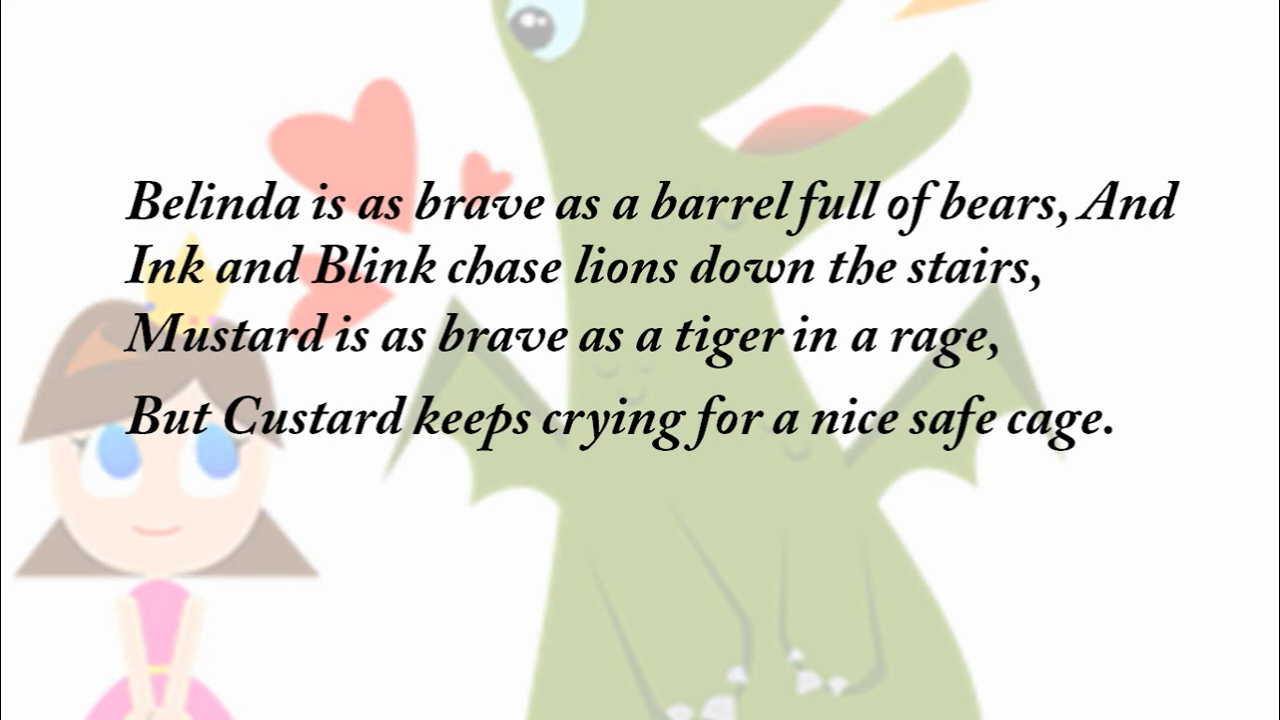 Belinda is as brave as a barrel full of bears, And
Ink and Blink chase lions down the stairs,
Mustard is as brave as a tiger in a rage,
But Custard keeps crying for a nice safe cage.